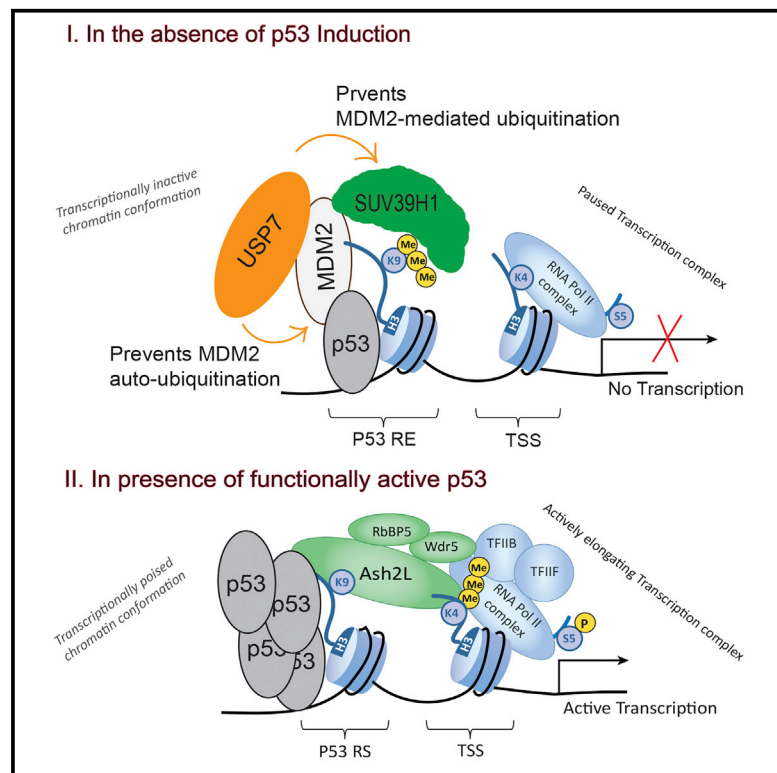 I. In the absence of p53 Induction
Prvents
MDM2-mediated ubiquitination
Transcriptionally inactive
chromatin conformation
USP7
MDM2
SUV39H1
Me
Me
Me
K9
H3
p53
Prevents MDM2
auto-ubiquitination
Paused Transcription complex
K4
RNA Pol II
complex
S5
H3
No Transcription
P53 RE
TSS
II. In presence of functionally active p53
Transcriptionally poised
chromatin conformation
p53
p53
p53
53
RbBP5
Wdr5
Ash2L
K9
H3
TFIIB
TFIIF
Me
Me
Me
K4
RNA Pol II
complex
H3
P
S5
Actively elongating Transcription complex
Active Transcription
P53 RS
TSS